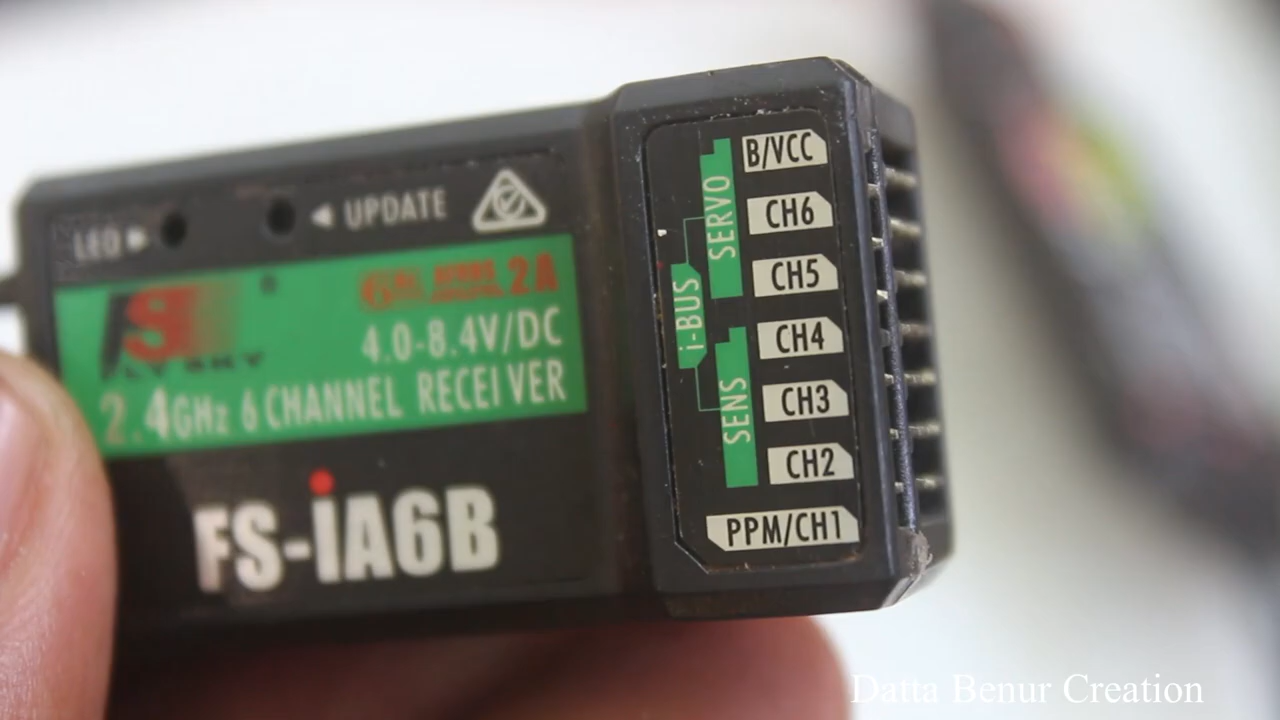 LED
UPDATE
2A
4.0-8.4V/DC
2.4GHz 6 CHANNEL RECEIVER
FS-iA6B
i-BUS
SERVO
SENS
B/VCC
CH6
CH5
CH4
CH3
CH2
PPM/CH1
Datta Benur Creation